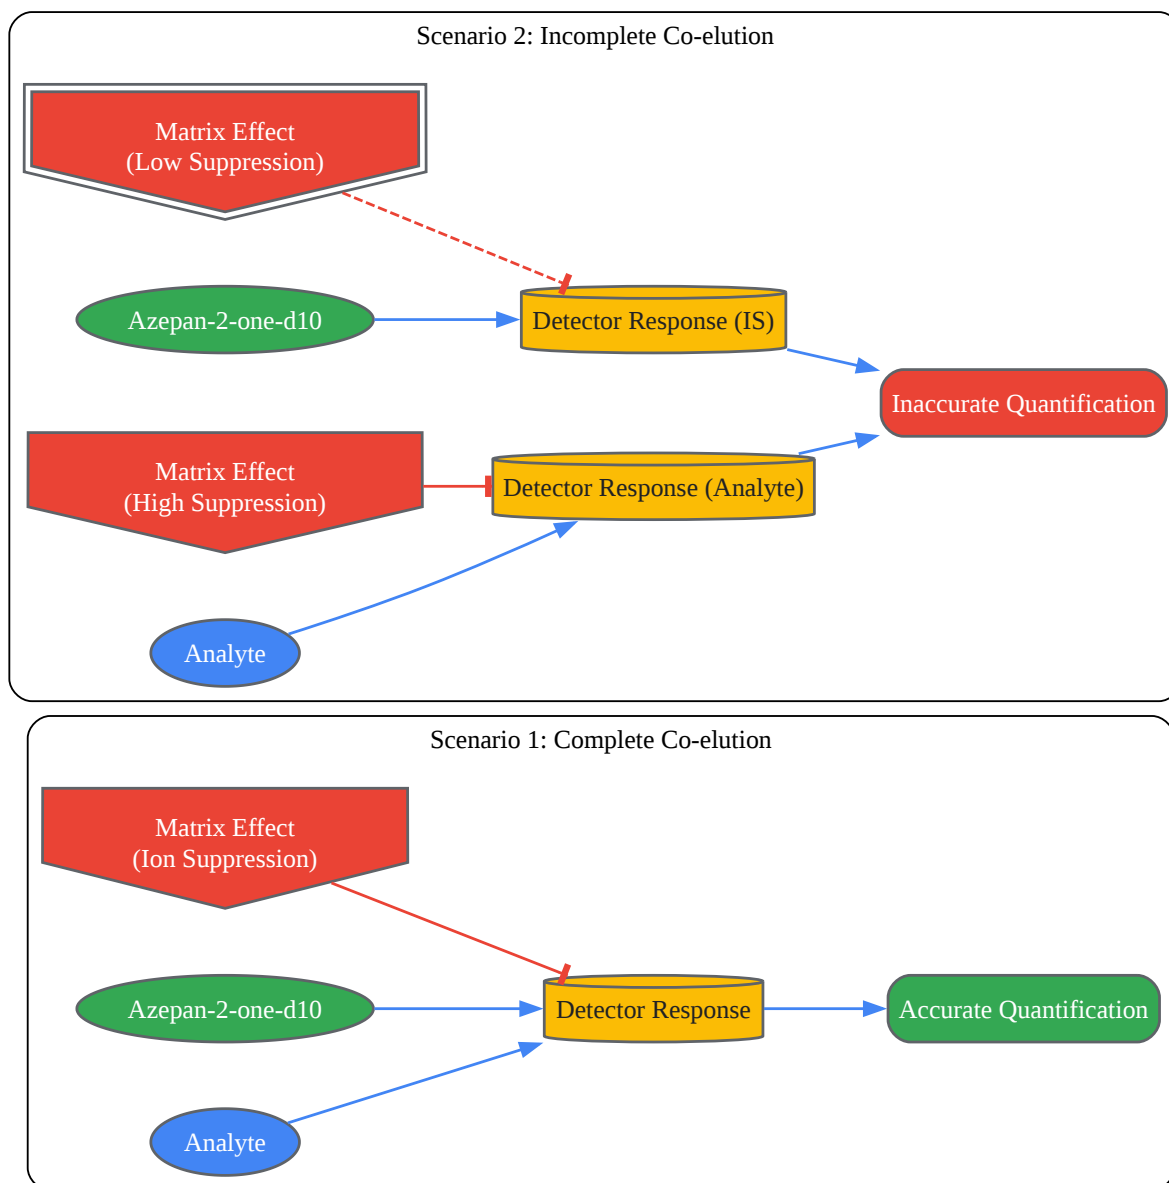 Scenario 2: Incomplete Co-elution
Matrix Effect
(Low Suppression)
Azepan-2-one-d10
Detector Response (IS)
Inaccurate Quantification
Matrix Effect
(High Suppression)
Detector Response (Analyte)
Analyte
Scenario 1: Complete Co-elution
Matrix Effect
(Ion Suppression)
Azepan-2-one-d10
Detector Response
Accurate Quantification
Analyte